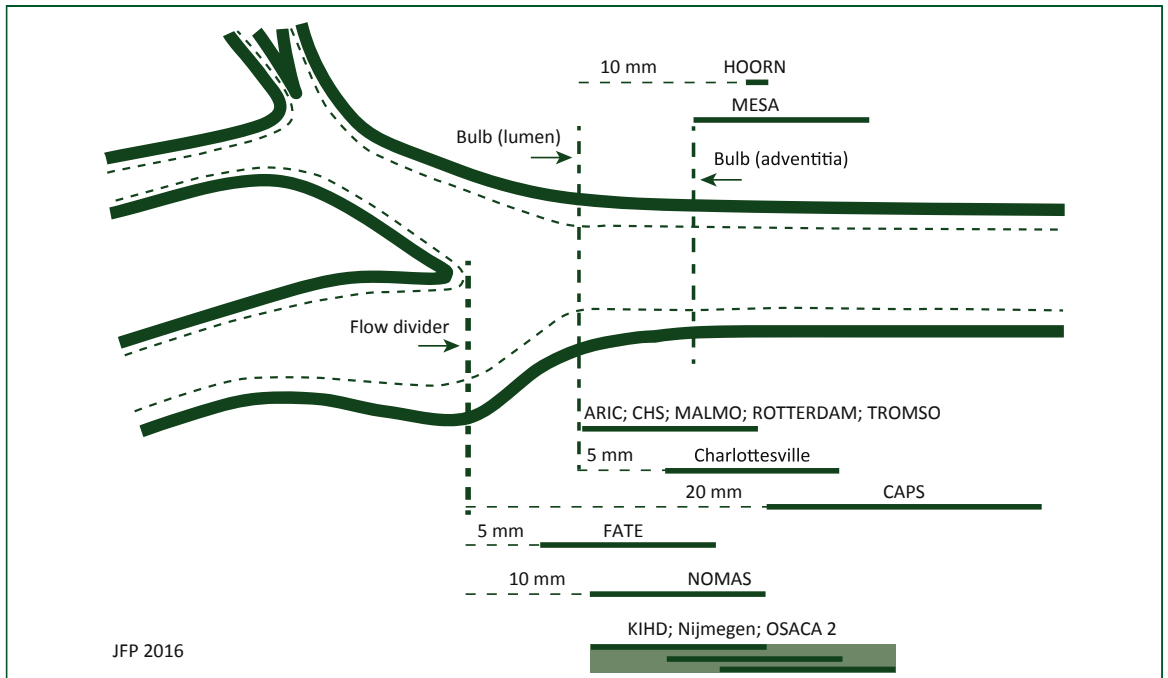 10 mm
HOORN
MESA
Bulb (lumen)
Bulb (adventitia)
Flow divider
ARIC; CHS; MALMO; ROTTERDAM; TROMSO
5 mm
Charlottesville
20 mm
CAPS
5 mm
FATE
10 mm
NOMAS
KIHD; Nijmegen; OSACA 2
JFP 2016